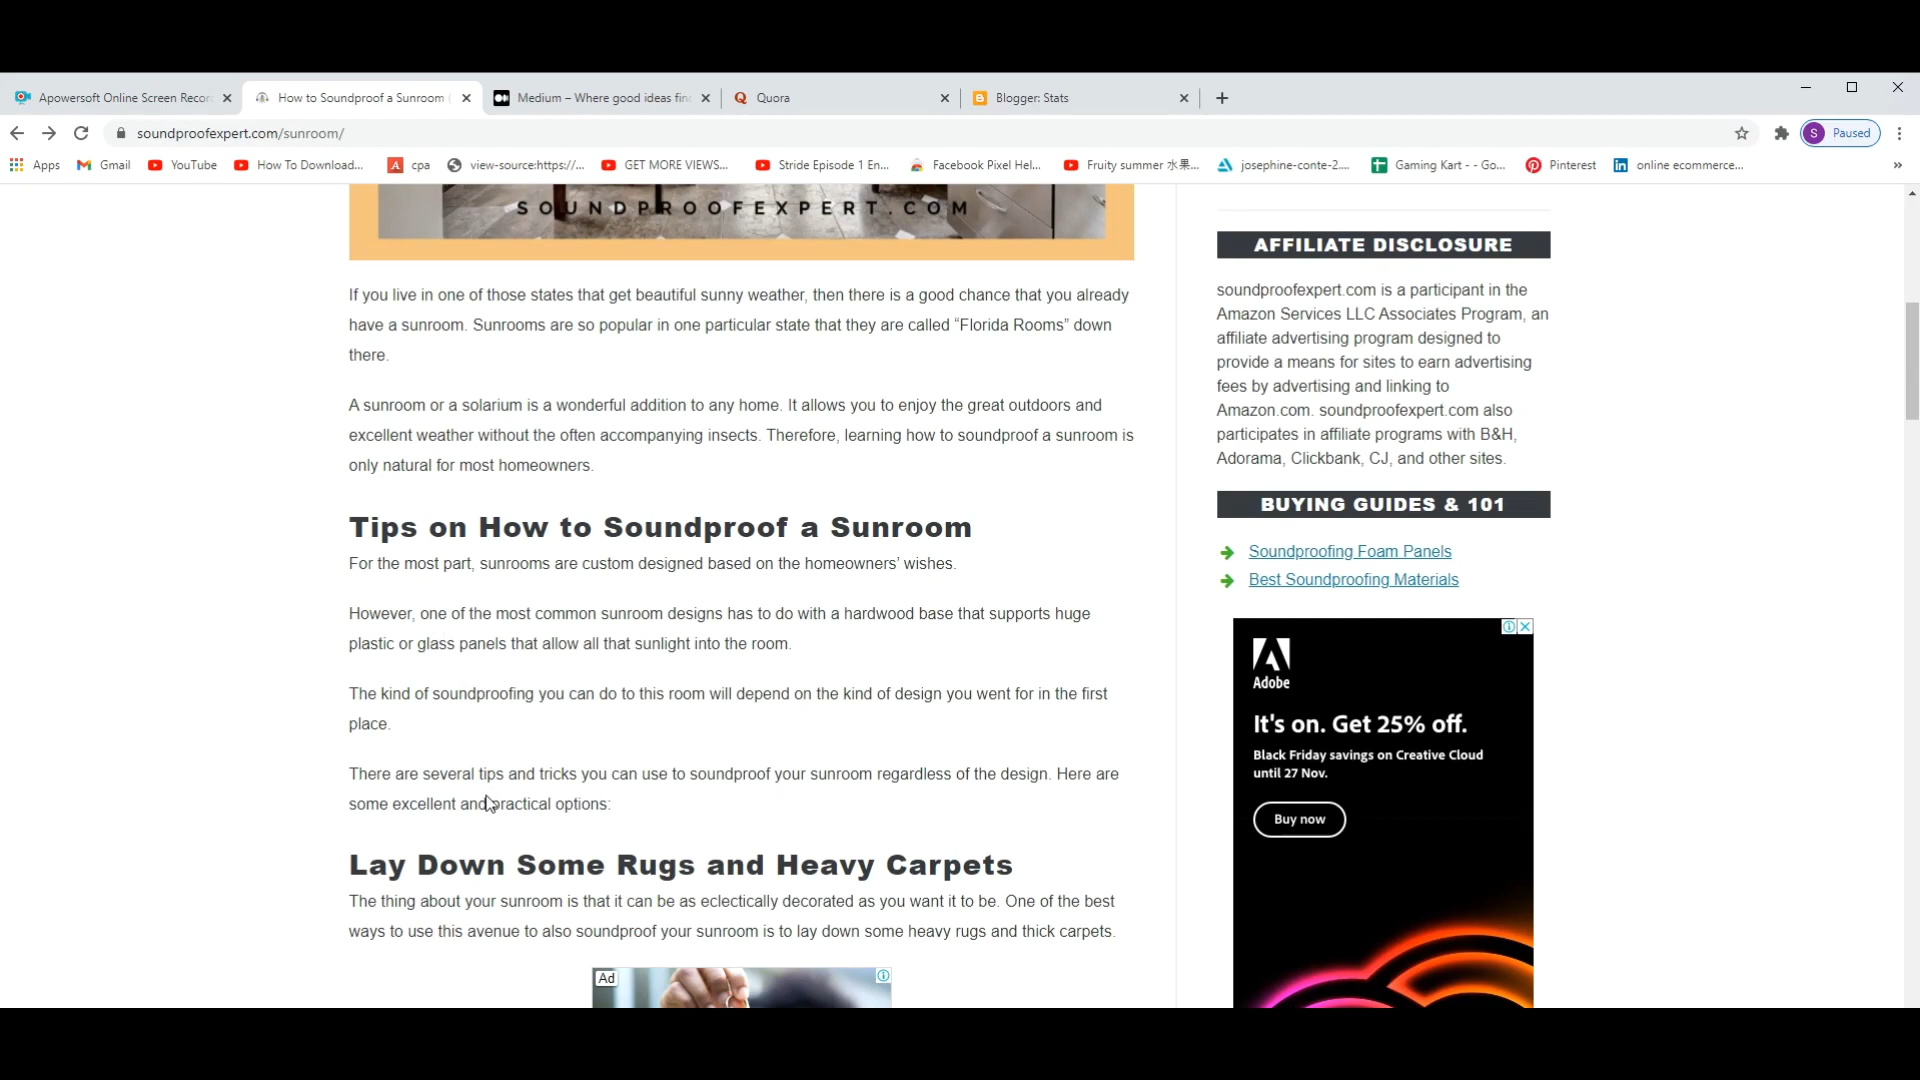 Apowersoft Online Screen Recor
How to Soundproof a Sunroom (
Medium – Where good ideas fin
Quora
Blogger: Stats
soundproofexpert.com/sunroom/
S Paused
Apps
Gmail
YouTube
How To Download...
cpa
view-source:https://...
GET MORE VIEWS...
Stride Episode 1 En...
Facebook Pixel Hel...
Fruity summer 水果...
josephine-conte-2....
Gaming Kart - - Go...
Pinterest
online ecommerce...
»
SOUNDPROOFEXPERT.COM
If you live in one of those states that get beautiful sunny weather, then there is a good chance that you already
have a sunroom. Sunrooms are so popular in one particular state that they are called “Florida Rooms” down
there.
A sunroom or a solarium is a wonderful addition to any home. It allows you to enjoy the great outdoors and
excellent weather without the often accompanying insects. Therefore, learning how to soundproof a sunroom is
only natural for most homeowners.
Tips on How to Soundproof a Sunroom
For the most part, sunrooms are custom designed based on the homeowners’ wishes.
However, one of the most common sunroom designs has to do with a hardwood base that supports huge
plastic or glass panels that allow all that sunlight into the room.
The kind of soundproofing you can do to this room will depend on the kind of design you went for in the first
place.
There are several tips and tricks you can use to soundproof your sunroom regardless of the design. Here are
some excellent and practical options:
Lay Down Some Rugs and Heavy Carpets
The thing about your sunroom is that it can be as eclectically decorated as you want it to be. One of the best
ways to use this avenue to also soundproof your sunroom is to lay down some heavy rugs and thick carpets.
Ad
AFFILIATE DISCLOSURE
soundproofexpert.com is a participant in the
Amazon Services LLC Associates Program, an
affiliate advertising program designed to
provide a means for sites to earn advertising
fees by advertising and linking to
Amazon.com. soundproofexpert.com also
participates in affiliate programs with B&H,
Adorama, Clickbank, CJ, and other sites.
BUYING GUIDES & 101
Soundproofing Foam Panels
Best Soundproofing Materials
Adobe
It's on. Get 25% off.
Black Friday savings on Creative Cloud
until 27 Nov.
Buy now